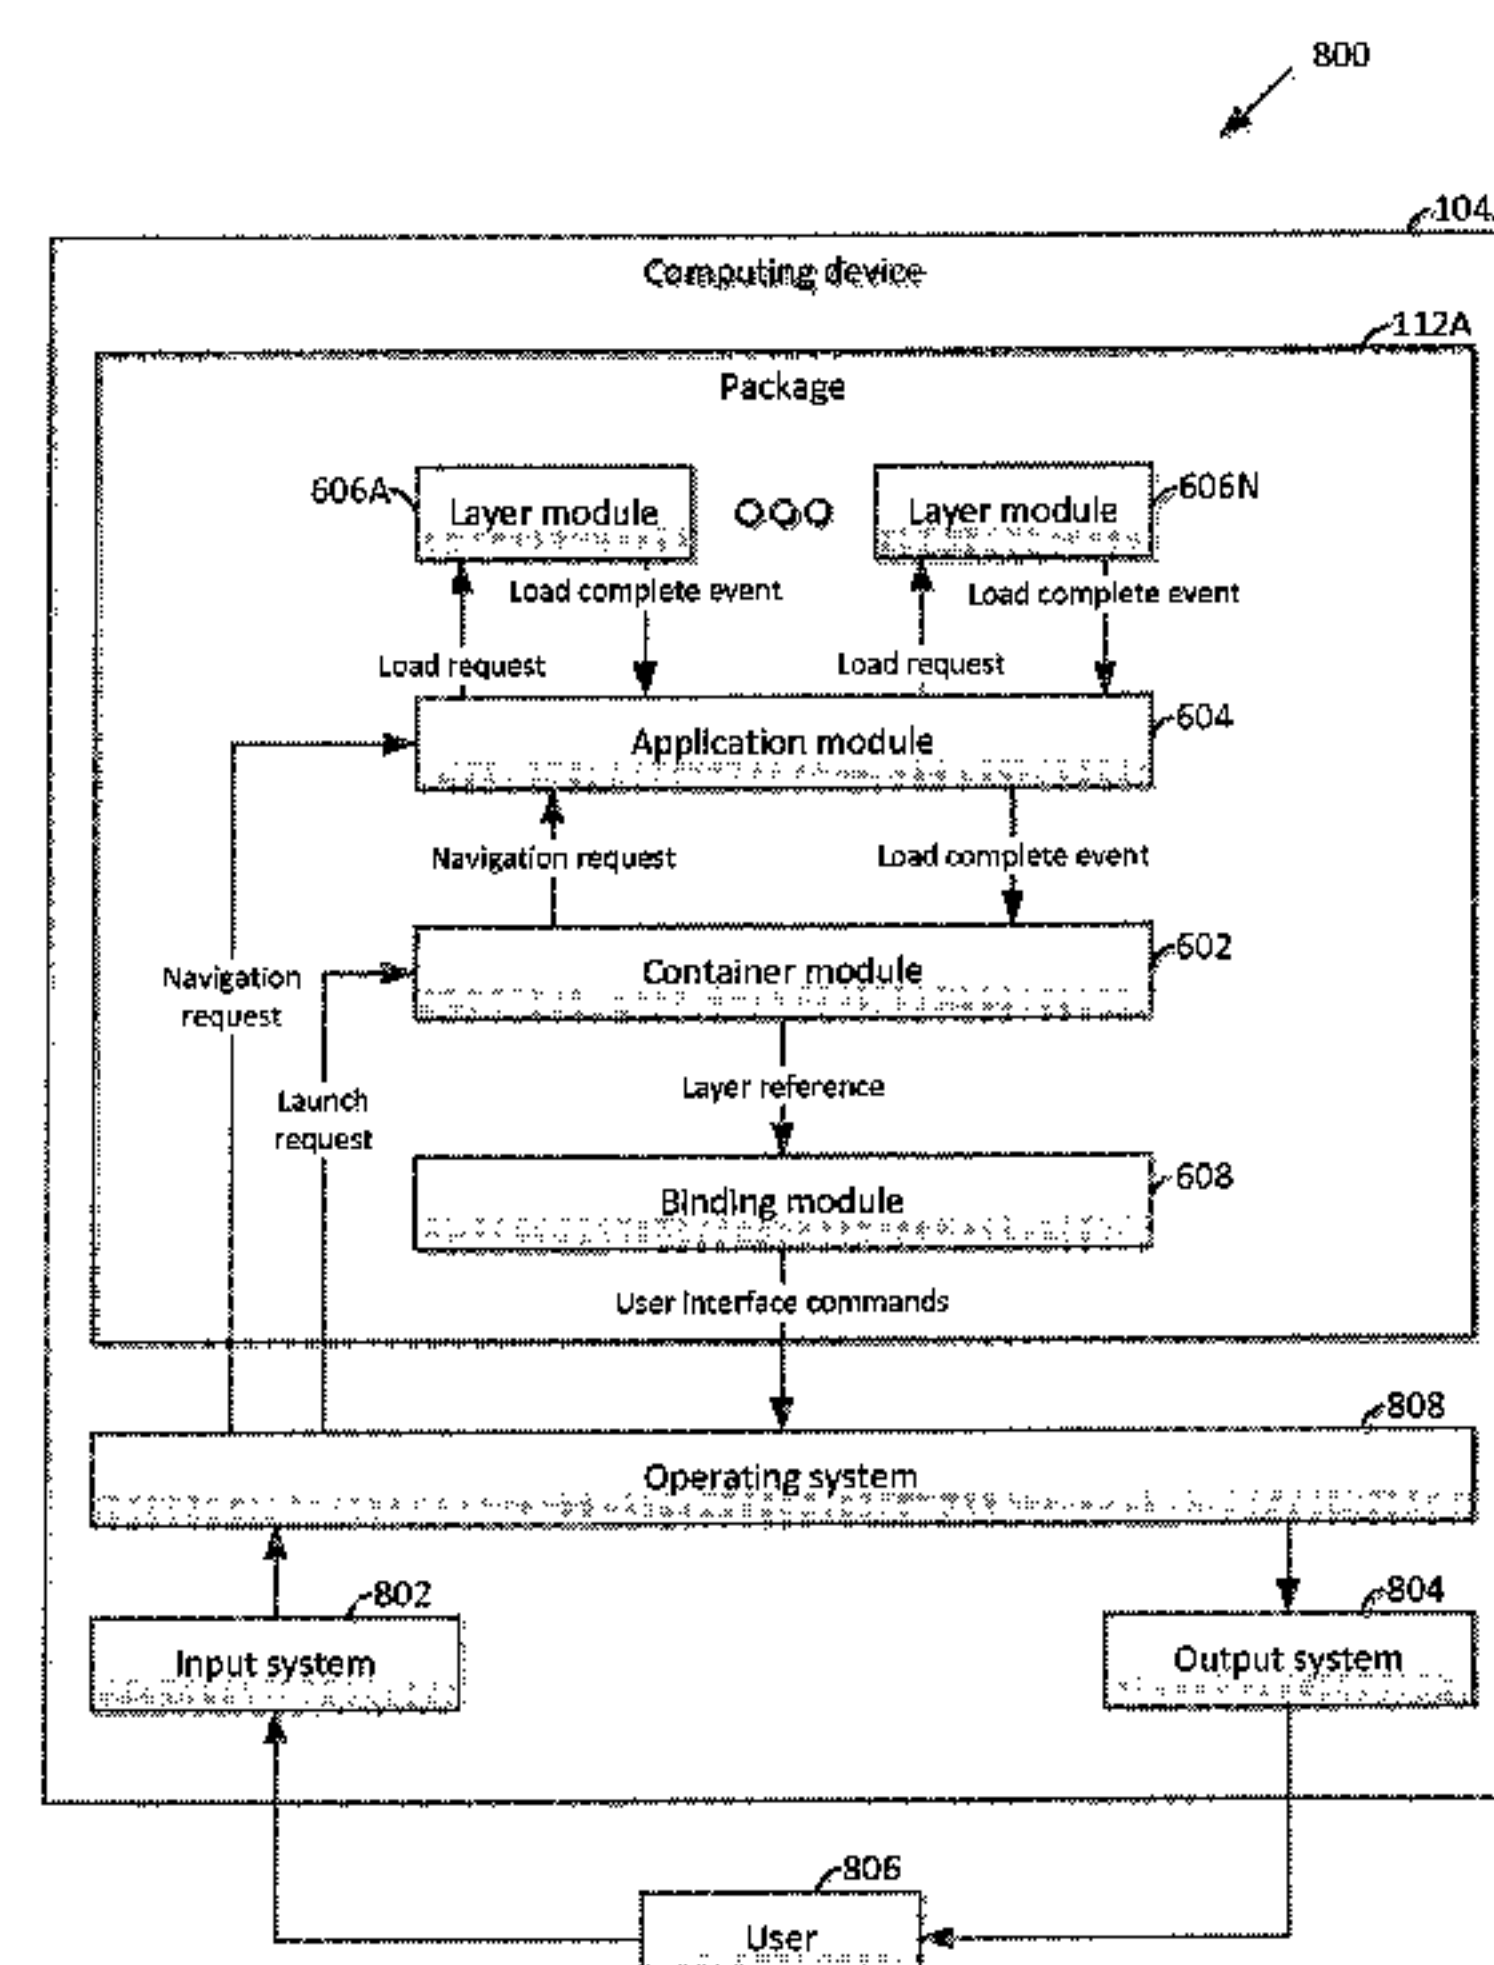 800
104
Computing device
112A
Package
606A
Layer module
Layer module
606N
Load complete event
Load complete event
Load request
Load request
604
Application module
Navigation request
Load complete event
602
Container module
Navigation
request
Layer reference
Launch
request
608
Binding module
User interface commands
808
Operating system
802
Input system
804
Output system
806
User